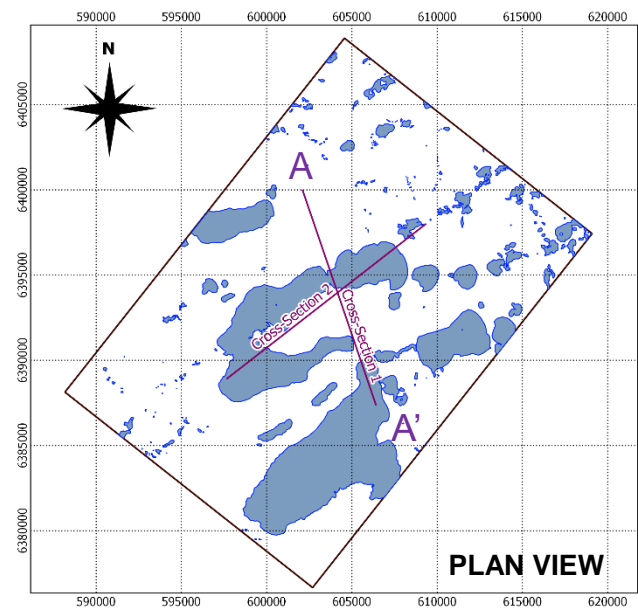 590000 595000 600000 605000 610000 615000 620000
N
6405000
A
6400000
6395000
Cross-Section 2
Cross-Section 1
6390000
A’
6385000
6380000
PLAN VIEW
590000 595000 600000 605000 610000 615000 620000